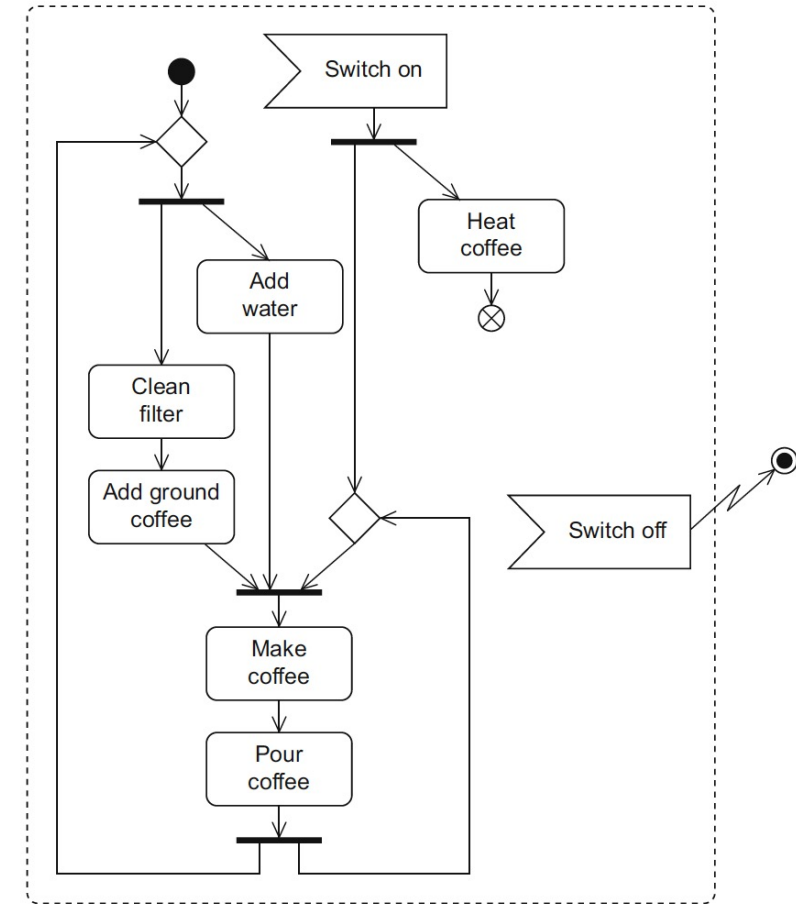 Switch on
Heat
coffee
Add
water
Clean
filter
Add ground
coffee
Switch off
Make
coffee
Pour
coffee